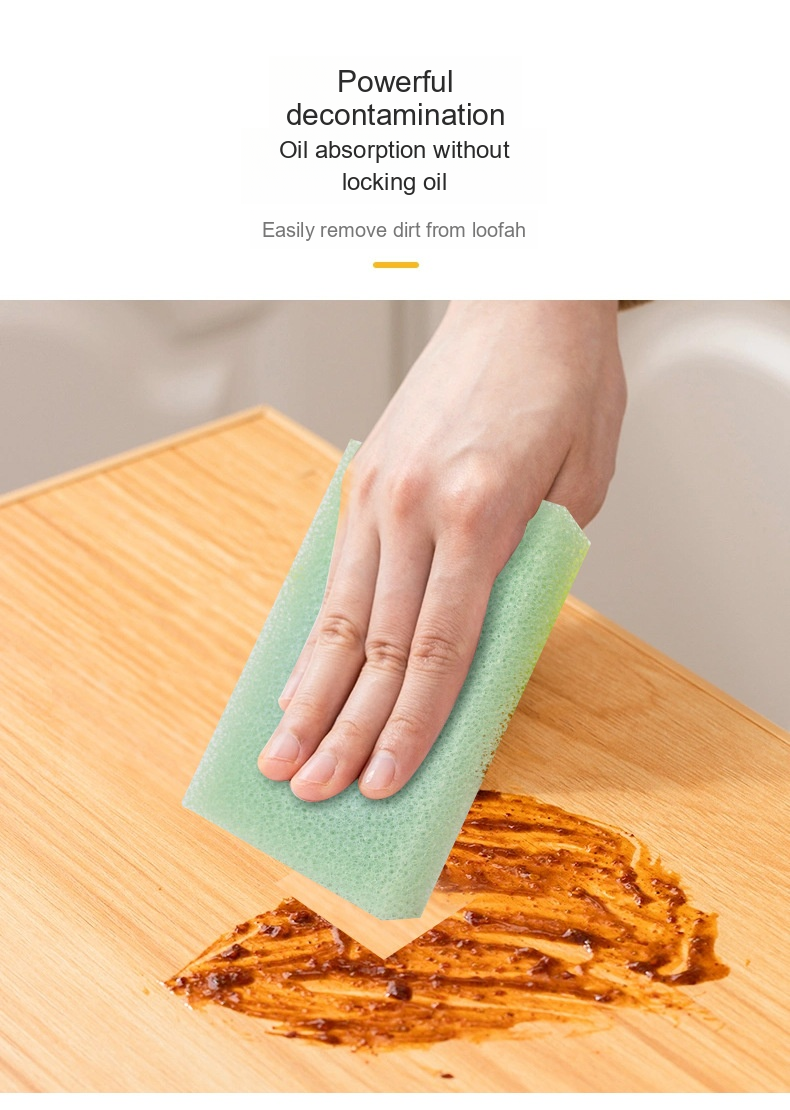 Powerful
decontamination
Oil absorption without
locking oil
Easily remove dirt from loofah